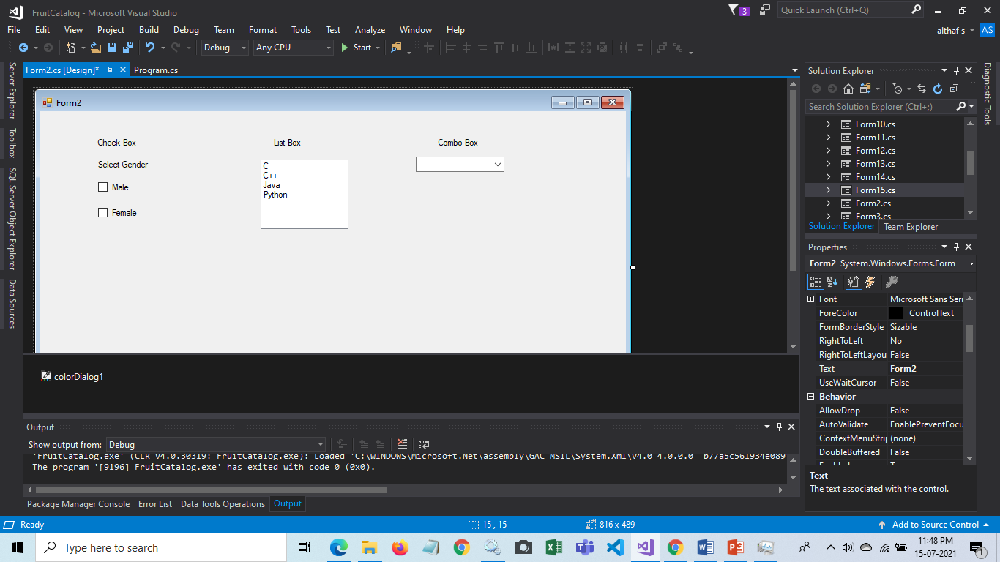 FruitCatalog - Microsoft Visual Studio
3
Quick Launch (Ctrl+Q)
File Edit View Project Build Debug Team Format Tools Test Analyze Window Help
althaf s
AS
Debug
Any CPU
Start
Server Explorer
Toolbox
SQL Server Object Explorer
Data Sources
Form2.cs [Design]*
Program.cs
Form2
Check Box
List Box
Combo Box
Select Gender
Male
Female
C
C++
Java
Python
colorDialog1
Output
Show output from: Debug
'FruitCatalog.exe' (CLR v4.0.30319: FruitCatalog.exe): Loaded 'C:\WINDOWS\Microsoft.Net\assembly\GAC_MSIL\System.Xml\v4.0_4.0.0.0__b77a5c561934e089
The program '[9196] FruitCatalog.exe' has exited with code 0 (0x0).
Package Manager Console Error List Data Tools Operations Output
Solution Explorer
Search Solution Explorer (Ctrl+;)
Form10.cs
Form11.cs
Form12.cs
Form13.cs
Form14.cs
Form15.cs
Form2.cs
Form3.cs
Solution Explorer Team Explorer
Diagnostic Tools
Properties
Form2 System.Windows.Forms.Form
Font Microsoft Sans Seri
ForeColor ControlText
FormBorderStyle Sizable
RightToLeft No
RightToLeftLayou False
Text Form2
UseWaitCursor False
Behavior
AllowDrop False
AutoValidate EnablePreventFocu
ContextMenuStrip (none)
DoubleBuffered False
Text
The text associated with the control.
Ready
15 , 15
816 x 489
Add to Source Control
Type here to search
11:48 PM
15-07-2021
1